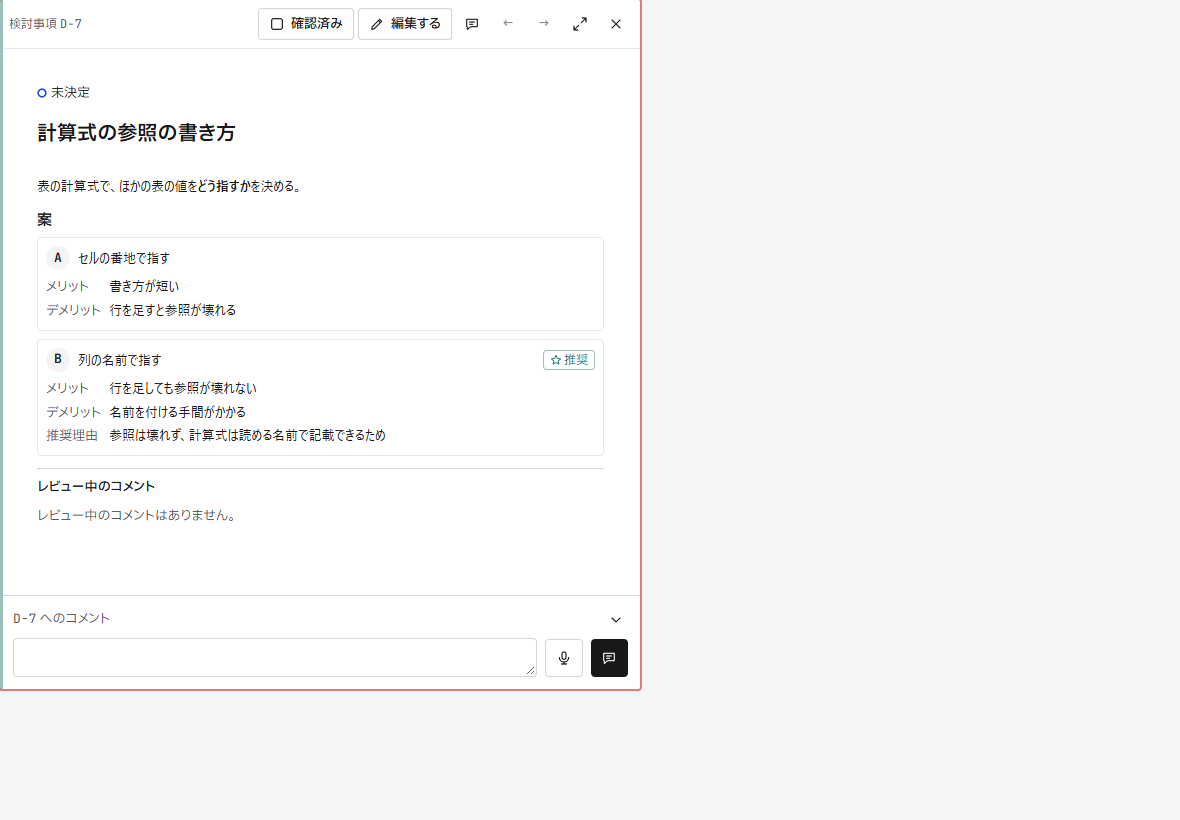 検討事項 D-7
確認済み
編集する
未決定
計算式の参照の書き方
表の計算式で、ほかの表の値をどう指すかを決める。
案
A セルの番地で指す
メリット 書き方が短い
デメリット 行を足すと参照が壊れる
B 列の名前で指す 推奨
メリット 行を足しても参照が壊れない
デメリット 名前を付ける手間がかかる
推奨理由 参照は壊れず、計算式は読める名前で記載できるため
レビュー中のコメント
レビュー中のコメントはありません。
D-7 へのコメント